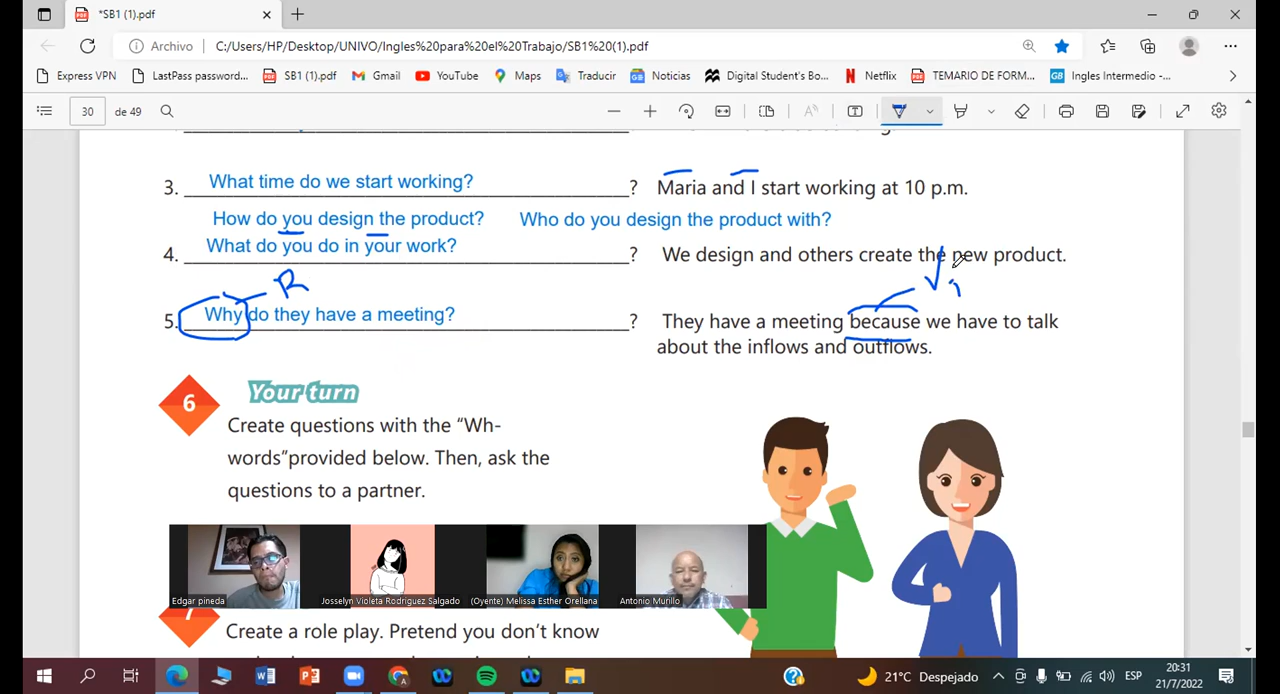 *SB1 (1).pdf
Archivo C:/Users/HP/Desktop/UNIVO/Ingles%20para%20el%20Trabajo/SB1%20(1).pdf
Express VPN LastPass password... SB1 (1).pdf Gmail YouTube Maps Traducir Noticias Digital Student's Bo... Netflix TEMARIO DE FORM... Ingles Intermedio -...
30 de 49
3. What time do we start working? ? Maria and I start working at 10 p.m.
How do you design the product? Who do you design the product with?
4. What do you do in your work? ? We design and others create the new product.
R
5. Why do they have a meeting? ? They have a meeting because we have to talk
about the inflows and outflows.
6 Your turn
Create questions with the “Wh-
words”provided below. Then, ask the
questions to a partner.
Edgar pineda Josselyn Violeta Rodriguez Salgado (Oyente) Melissa Esther Orellana Antonio Murillo
7
Create a role play. Pretend you don’t know
21°C Despejado ESP 20:31
21/7/2022